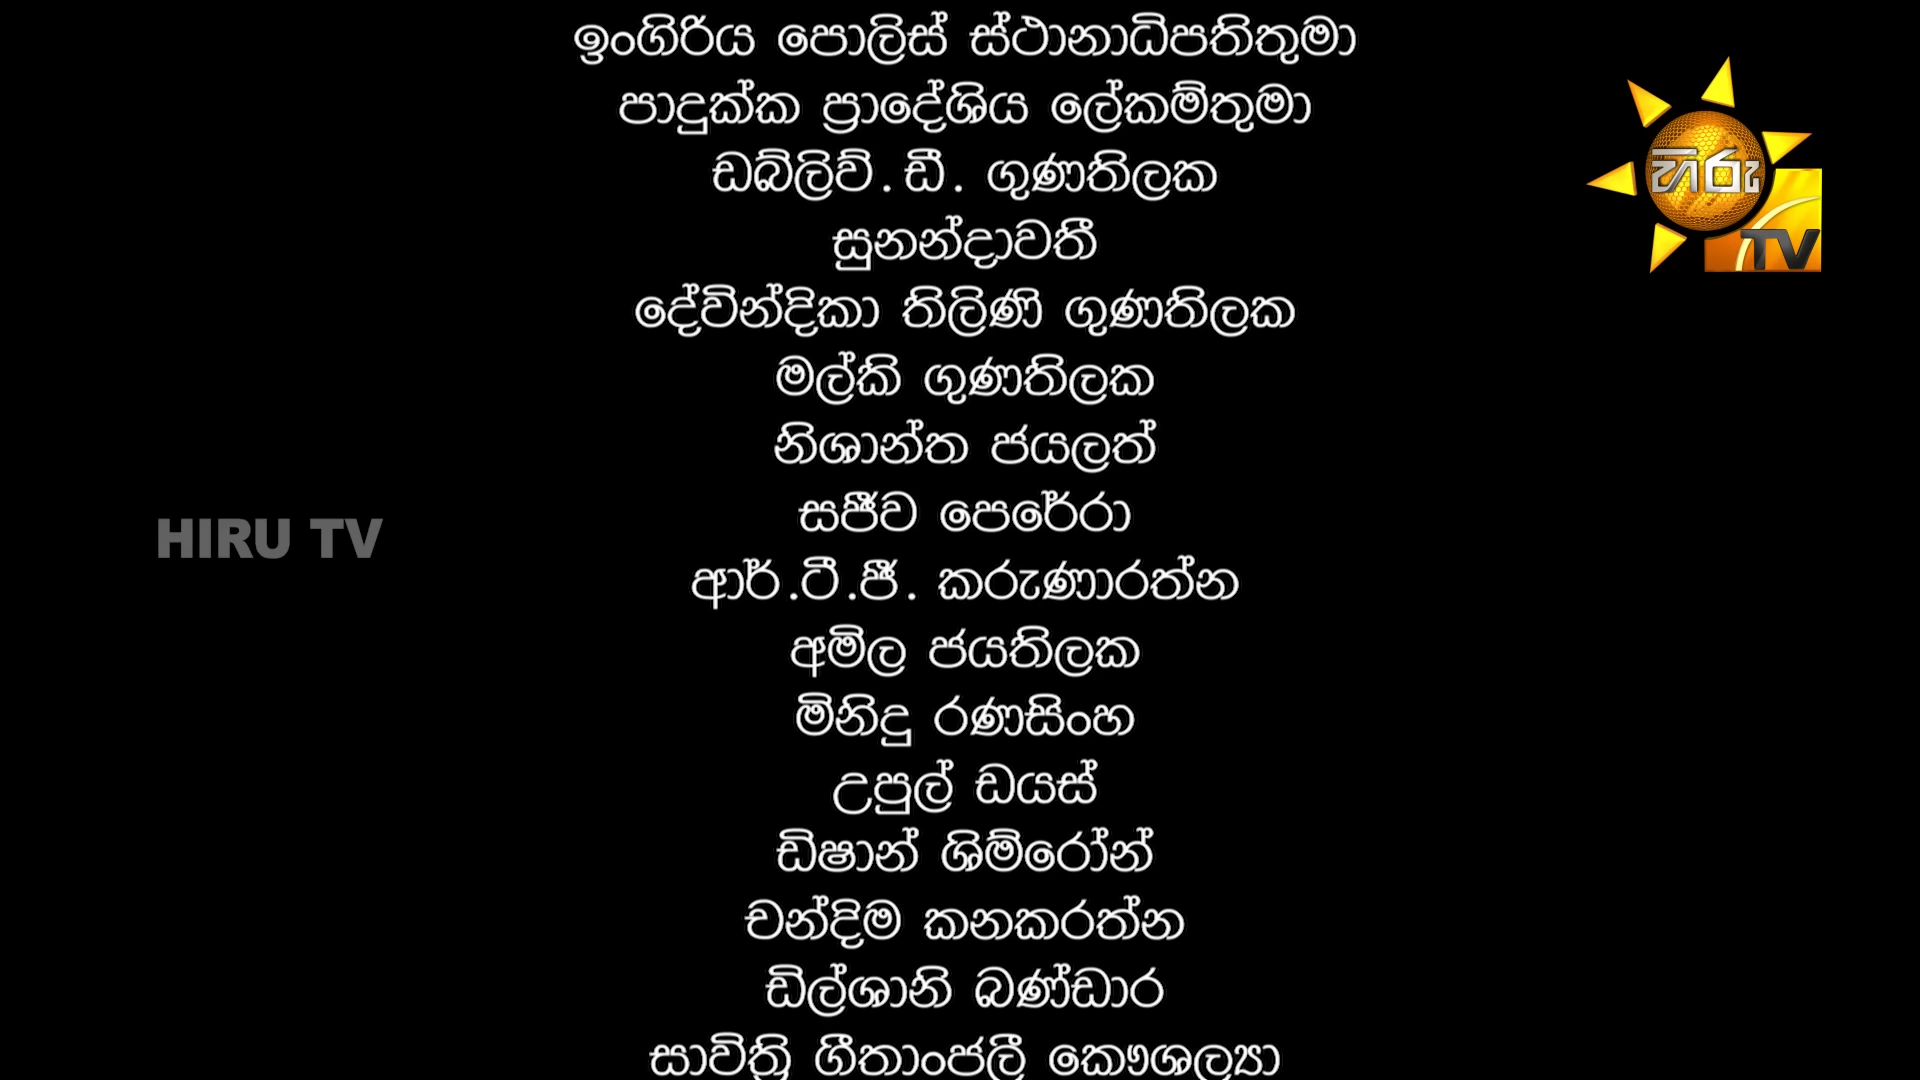 ඉංගිරිය පොලිස් ස්ථානාධිපතිතුමා
පාදුක්ක ප්‍රාදේශිය ලේකම්තුමා
ඩබ්ලිව්.ඩී. ගුණතිලක
සුනන්දාවතී
දේවින්දිකා තිලිණි ගුණතිලක
මල්කි ගුණතිලක
නිශාන්ත ජයලත්
සජීව පෙරේරා
ආර්.ටී.ජී. කරුණාරත්න
අමිල ජයතිලක
මිනිදු රණසිංහ
උපුල් ඩයස්
ඩිෂාන් ශිම්රෝන්
චන්දිම කනකරත්න
ඩිල්ශානි බණ්ඩාර
සාවිත්‍රි ගීතාංජලී කෞශල්‍යා
හිරු
TV
HIRU TV